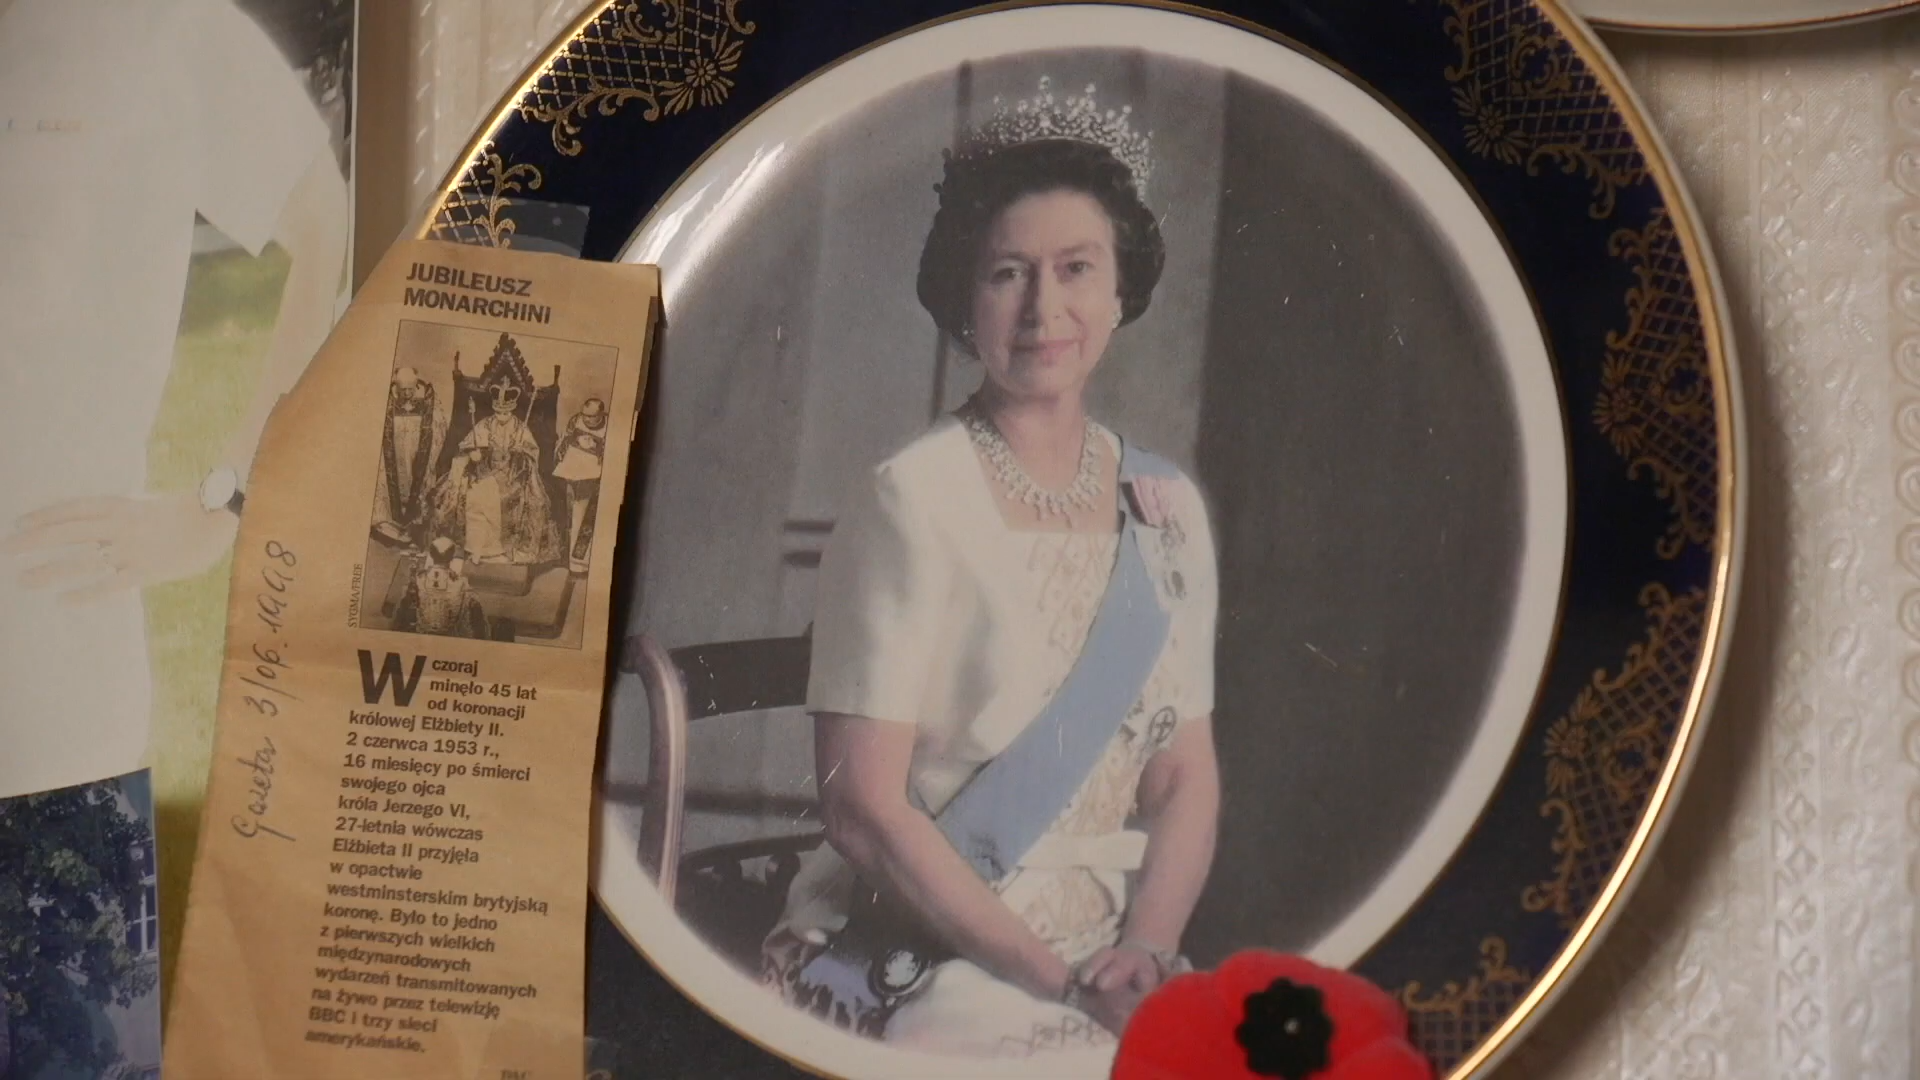 JUBILEUSZ
MONARCHINI
SYGMA/FREE
Wczoraj
minęło 45 lat
od koronacji
królowej Elżbiety II.
2 czerwca 1953 r.,
16 miesięcy po śmierci
swojego ojca
króla Jerzego VI,
27-letnia wówczas
Elżbieta II przyjęła
w opactwie
westminsterskim brytyjską
koronę. Było to jedno
z pierwszych wielkich
międzynarodowych
wydarzeń transmitowanych
na żywo przez telewizję
BBC i trzy sieci
amerykańskie.
Gazeta 3/06.1998